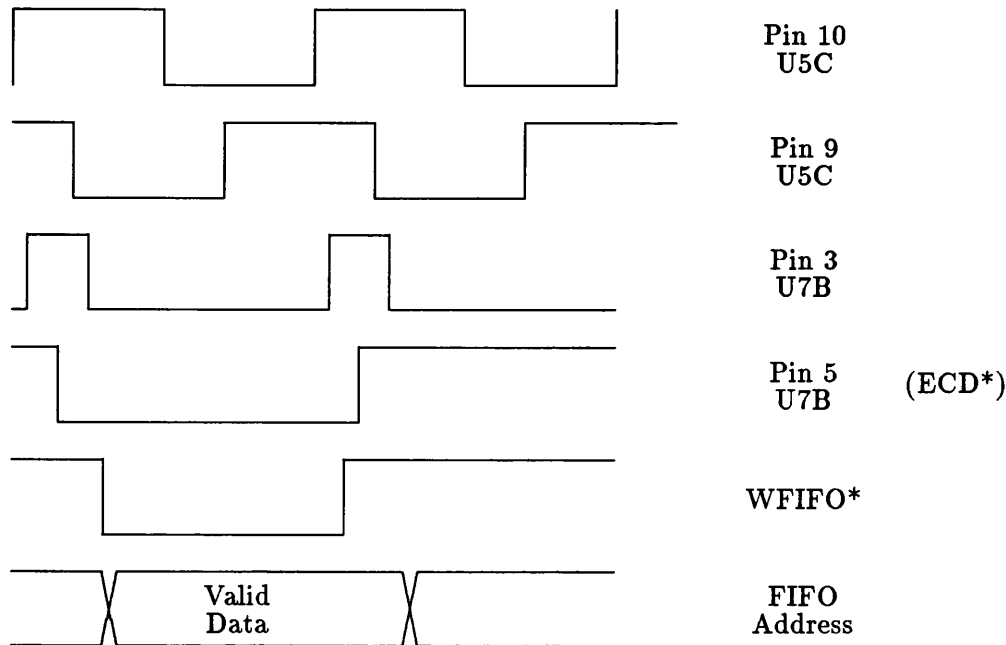 Pin 10
U5C
Pin 9
U5C
Pin 3
U7B
Pin 5
U7B
(ECD*)
WFIFO*
Valid
Data
FIFO
Address